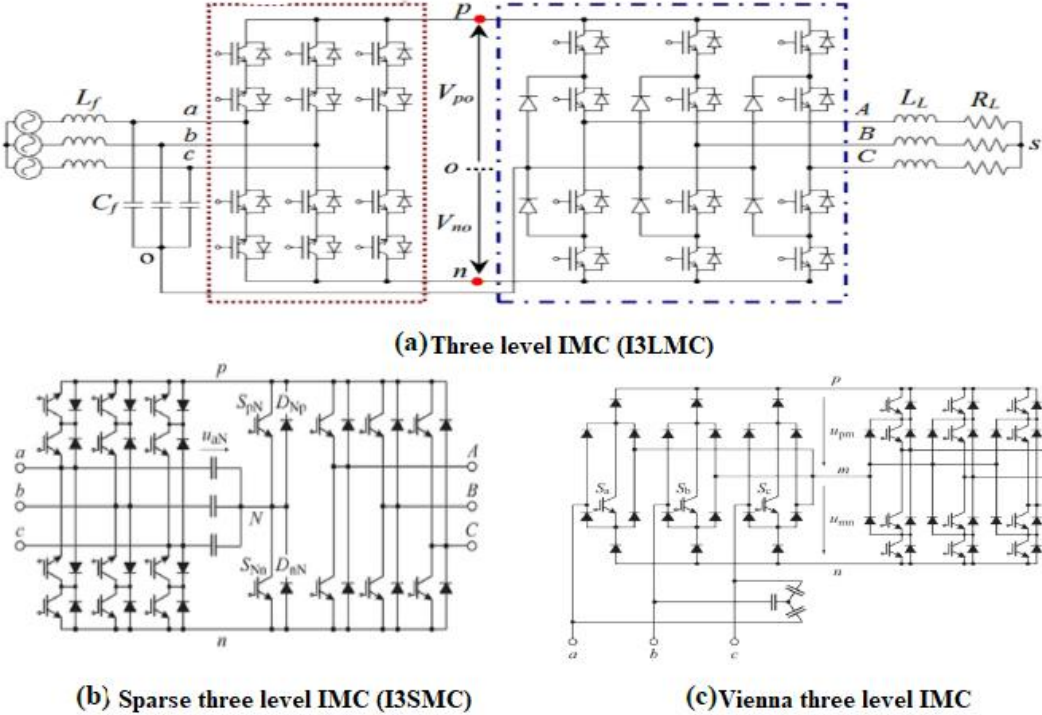 p
L_f
a
b
c
C_f
o
V_po
o
V_no
n
A
B
C
L_L
R_L
s
(a) Three level IMC (I3LMC)
p
S_pN
D_Np
u_aN
a
b
c
N
S_Nn
D_nN
n
A
B
C
(b) Sparse three level IMC (I3SMC)
p
u_pm
m
S_a
S_b
S_c
u_mn
n
a
b
c
(c) Vienna three level IMC